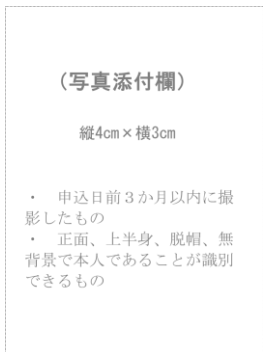 (写真添付欄)
縦4cm×横3cm
・ 申込日前３か月以内に撮
影したもの
・ 正面、上半身、脱帽、無
背景で本人であることが識別
できるもの